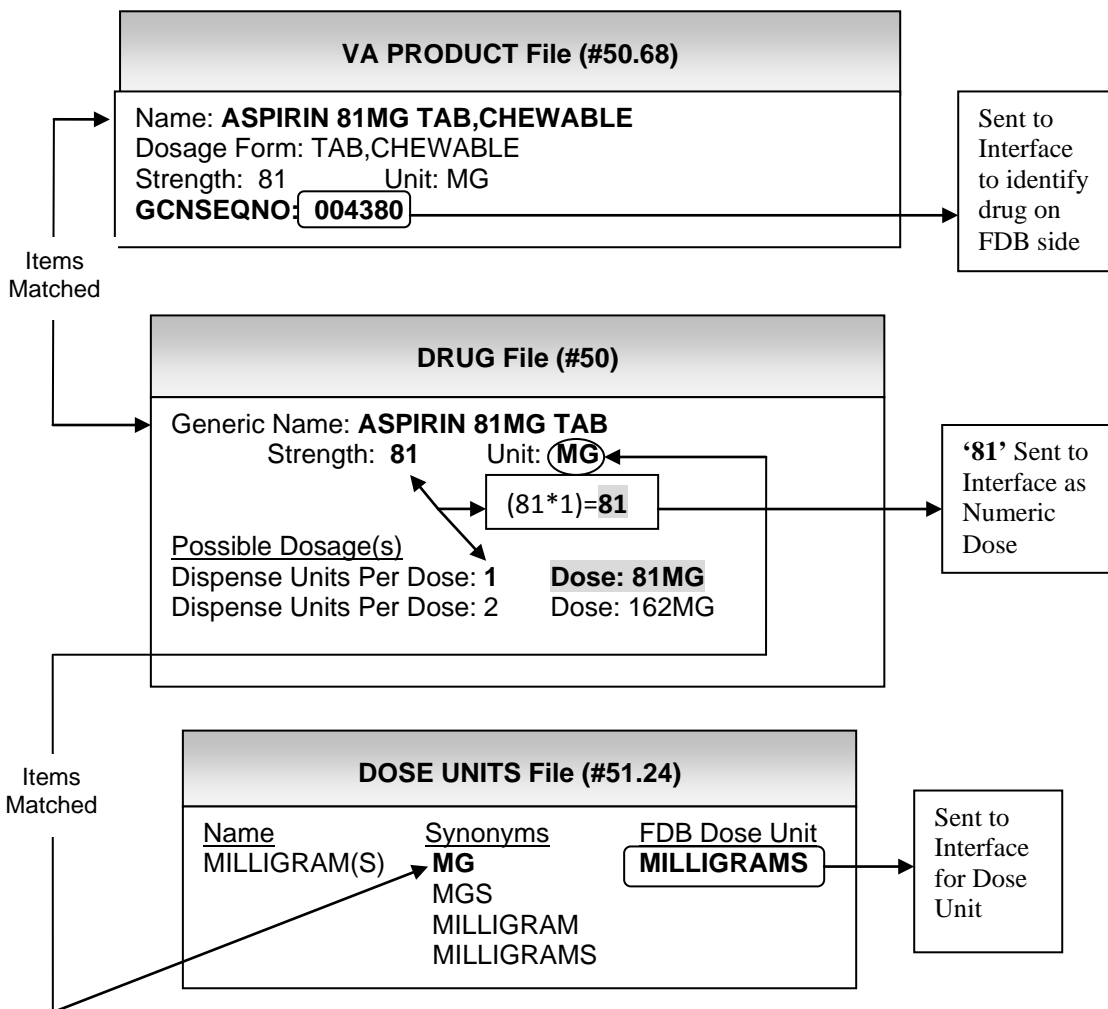 VA PRODUCT File (#50.68)
Name: ASPIRIN 81MG TAB,CHEWABLE
Dosage Form: TAB,CHEWABLE
Strength: 81 Unit: MG
GCNSEQNO: 004380
Sent to
Interface
to identify
drug on
FDB side
Items
Matched
DRUG File (#50)
Generic Name: ASPIRIN 81MG TAB
Strength: 81 Unit: MG
(81*1)=81
Possible Dosage(s)
Dispense Units Per Dose: 1 Dose: 81MG
Dispense Units Per Dose: 2 Dose: 162MG
‘81’ Sent to
Interface as
Numeric
Dose
Items
Matched
DOSE UNITS File (#51.24)
Name Synonyms FDB Dose Unit
MILLIGRAM(S) MG MILLIGRAMS
MGS
MILLIGRAM
MILLIGRAMS
Sent to
Interface
for Dose
Unit